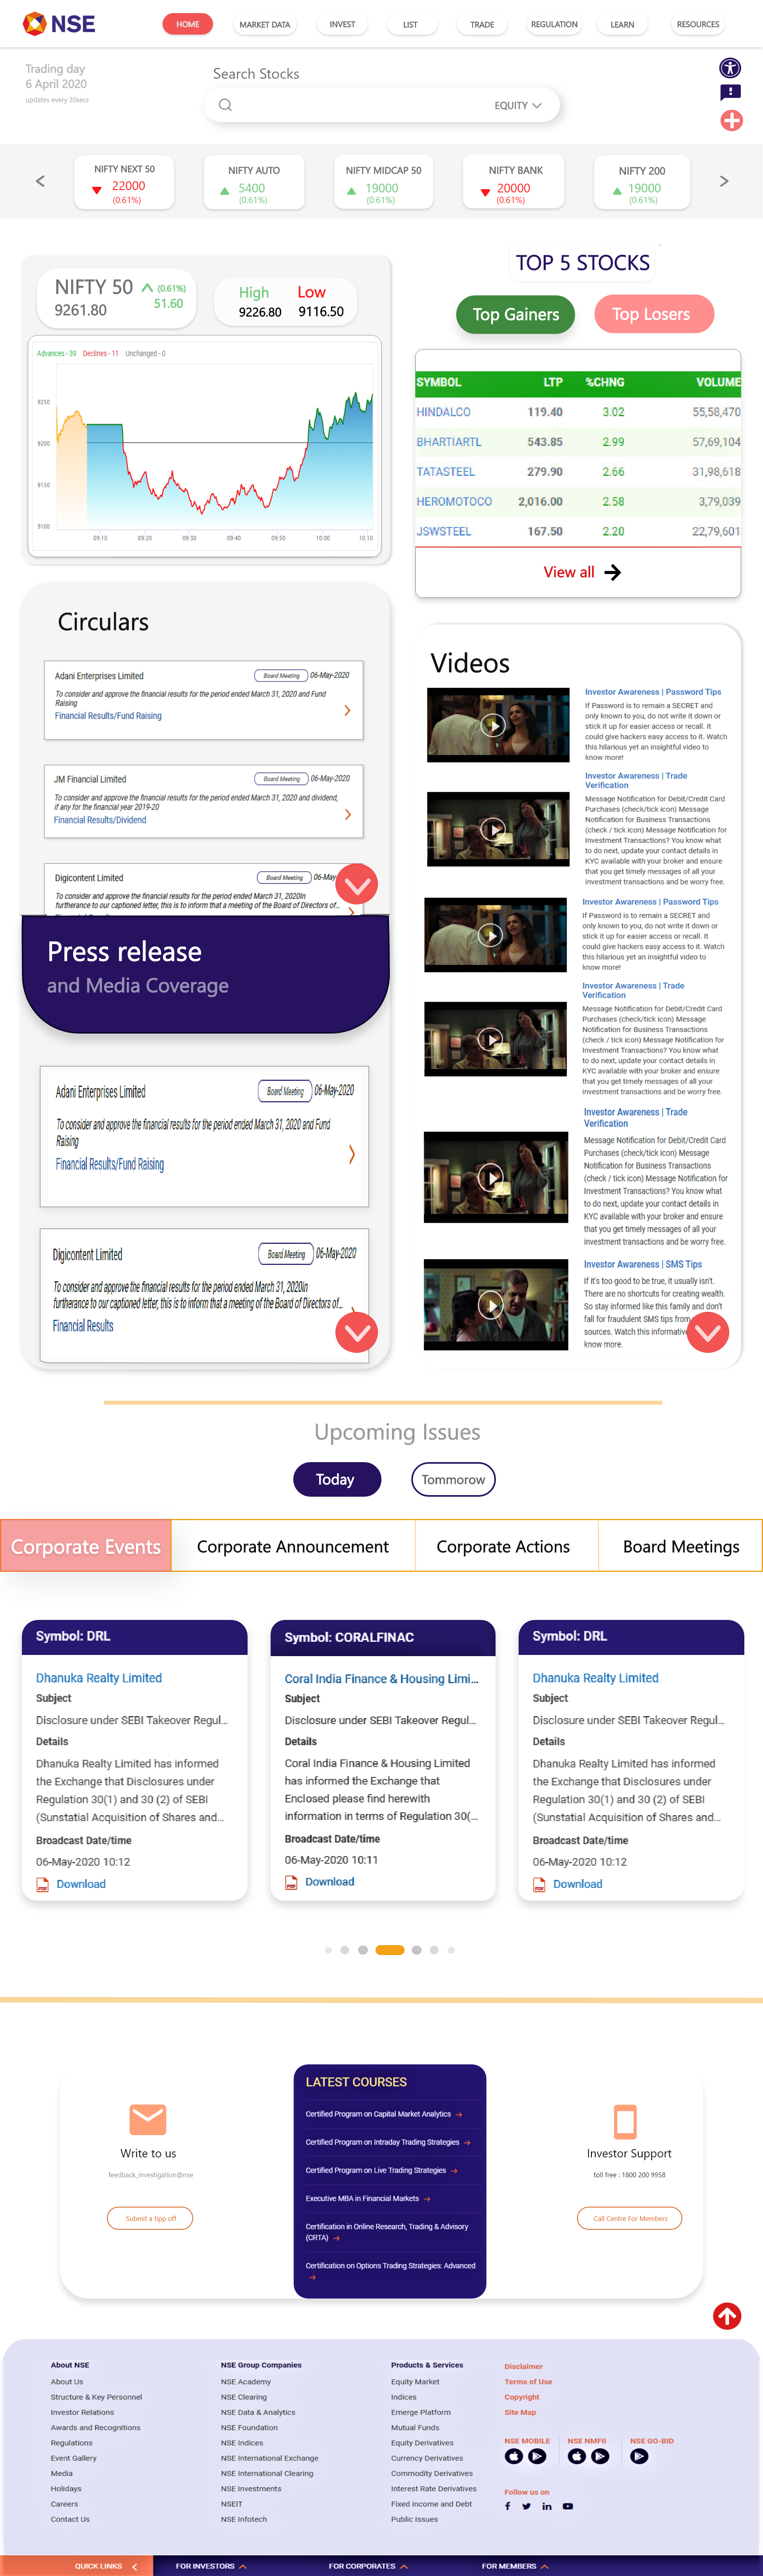 NSE
HOME
MARKET DATA
INVEST
LIST
TRADE
REGULATION
LEARN
RESOURCES
Trading day
6 April 2020
updates every 30secs
Search Stocks
EQUITY
NIFTY NEXT 50
22000
(0.61%)
NIFTY AUTO
5400
(0.61%)
NIFTY MIDCAP 50
19000
(0.61%)
NIFTY BANK
20000
(0.61%)
NIFTY 200
19000
(0.61%)
NIFTY 50
(0.61%)
9261.80
51.60
High
Low
9226.80
9116.50
Advances - 39 Declines - 11 Unchanged - 0
9250
9200
9150
9100
09:10 09:20 09:30 09:40 09:50 10:00 10:10
TOP 5 STOCKS
Top Gainers
Top Losers
SYMBOL LTP %CHNG VOLUME
HINDALCO 119.40 3.02 55,58,470
BHARTIARTL 543.85 2.99 57,69,104
TATASTEEL 279.90 2.66 31,98,618
HEROMOTOCO 2,016.00 2.58 3,79,039
JSWSTEEL 167.50 2.20 22,79,601
View all
Circulars
Adani Enterprises Limited
Board Meeting
06-May-2020
To consider and approve the financial results for the period ended March 31, 2020 and Fund
Raising
Financial Results/Fund Raising
JM Financial Limited
Board Meeting
06-May-2020
To consider and approve the financial results for the period ended March 31, 2020 and dividend,
if any for the financial year 2019-20
Financial Results/Dividend
Digicontent Limited
Board Meeting
06-May
To consider and approve the financial results for the period ended March 31, 2020In
furtherance to our captioned letter, this is to inform that a meeting of the Board of Directors of...
Press release
and Media Coverage
Adani Enterprises Limited
Board Meeting
06-May-2020
To consider and approve the financial results for the period ended March 31, 2020 and Fund
Raising
Financial Results/Fund Raising
Digicontent Limited
Board Meeting
06-May-2020
To consider and approve the financial results for the period ended March 31, 2020In
furtherance to our captioned letter, this is to inform that a meeting of the Board of Directors of...
Financial Results
Videos
Investor Awareness | Password Tips
If Password is to remain a SECRET and
only known to you, do not write it down or
stick it up for easier access or recall. It
could give hackers easy access to it. Watch
this hilarious yet an insightful video to
know more!
Investor Awareness | Trade
Verification
Message Notification for Debit/Credit Card
Purchases (check/tick icon) Message
Notification for Business Transactions
(check / tick icon) Message Notification for
Investment Transactions? You know what
to do next, update your contact details in
KYC available with your broker and ensure
that you get timely messages of all your
investment transactions and be worry free.
Investor Awareness | Password Tips
If Password is to remain a SECRET and
only known to you, do not write it down or
stick it up for easier access or recall. It
could give hackers easy access to it. Watch
this hilarious yet an insightful video to
know more!
Investor Awareness | Trade
Verification
Message Notification for Debit/Credit Card
Purchases (check/tick icon) Message
Notification for Business Transactions
(check / tick icon) Message Notification for
Investment Transactions? You know what
to do next, update your contact details in
KYC available with your broker and ensure
that you get timely messages of all your
investment transactions and be worry free.
Investor Awareness | Trade
Verification
Message Notification for Debit/Credit Card
Purchases (check/tick icon) Message
Notification for Business Transactions
(check / tick icon) Message Notification for
Investment Transactions? You know what
to do next, update your contact details in
KYC available with your broker and ensure
that you get timely messages of all your
investment transactions and be worry free.
Investor Awareness | SMS Tips
If it's too good to be true, it usually isn't.
There are no shortcuts for creating wealth.
So stay informed like this family and don't
fall for fraudulent SMS tips from
sources. Watch this informative
know more.
Upcoming Issues
Today
Tommorow
Corporate Events
Corporate Announcement
Corporate Actions
Board Meetings
Symbol: DRL
Dhanuka Realty Limited
Subject
Disclosure under SEBI Takeover Regul...
Details
Dhanuka Realty Limited has informed
the Exchange that Disclosures under
Regulation 30(1) and 30 (2) of SEBI
(Sunstatial Acquisition of Shares and...
Broadcast Date/time
06-May-2020 10:12
Download
Symbol: CORALFINAC
Coral India Finance & Housing Limi...
Subject
Disclosure under SEBI Takeover Regul...
Details
Coral India Finance & Housing Limited
has informed the Exchange that
Enclosed please find herewith
information in terms of Regulation 30(...
Broadcast Date/time
06-May-2020 10:11
Download
Symbol: DRL
Dhanuka Realty Limited
Subject
Disclosure under SEBI Takeover Regul...
Details
Dhanuka Realty Limited has informed
the Exchange that Disclosures under
Regulation 30(1) and 30 (2) of SEBI
(Sunstatial Acquisition of Shares and...
Broadcast Date/time
06-May-2020 10:12
Download
Write to us
feedback_investigation@nse
Submit a tipp off
LATEST COURSES
Certified Program on Capital Market Analytics
Certified Program on Intraday Trading Strategies
Certified Program on Live Trading Strategies
Executive MBA in Financial Markets
Certification in Online Research, Trading & Advisory
(CRTA)
Certification on Options Trading Strategies: Advanced
Investor Support
toll free : 1800 200 9958
Call Centre For Members
About NSE
About Us
Structure & Key Personnel
Investor Relations
Awards and Recognitions
Regulations
Event Gallery
Media
Holidays
Careers
Contact Us
NSE Group Companies
NSE Academy
NSE Clearing
NSE Data & Analytics
NSE Foundation
NSE Indices
NSE International Exchange
NSE International Clearing
NSE Investments
NSEIT
NSE Infotech
Products & Services
Equity Market
Indices
Emerge Platform
Mutual Funds
Equity Derivatives
Currency Derivatives
Commodity Derivatives
Interest Rate Derivatives
Fixed Income and Debt
Public Issues
Disclaimer
Terms of Use
Copyright
Site Map
NSE MOBILE
NSE NMFII
NSE GO-BID
Follow us on
QUICK LINKS
FOR INVESTORS
FOR CORPORATES
FOR MEMBERS